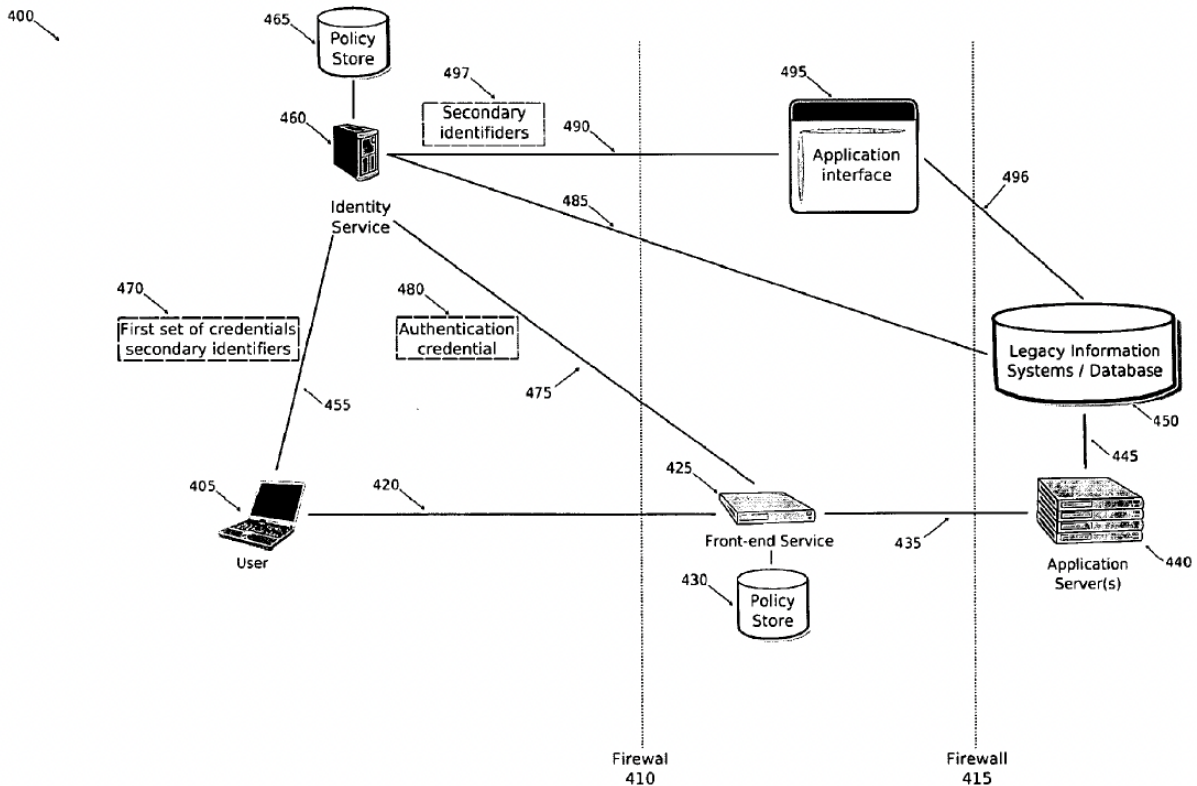 400
465
Policy
Store
497
495
460
Secondary
identifiders
490
Application
interface
496
485
Identity
Service
470
480
First set of credentials
secondary identifiers
Authentication
credential
Legacy Information
Systems / Database
475
455
450
445
425
405
420
Front-end Service
435
User
440
Application
Server(s)
430
Policy
Store
Firewal
410
Firewall
415